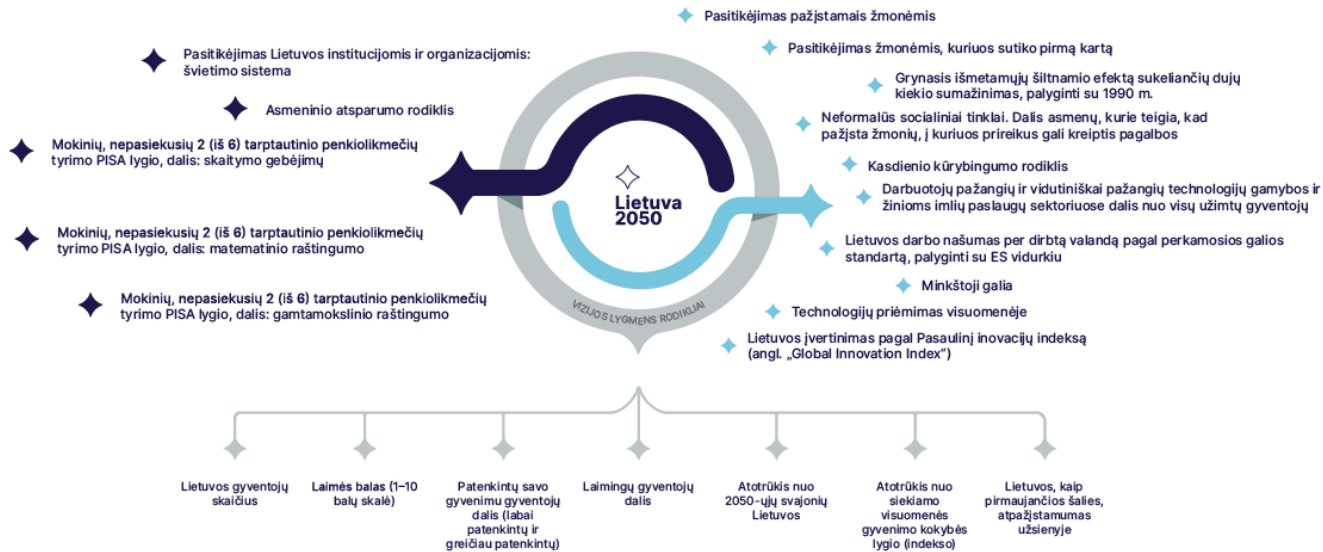 Pasitikėjimas Lietuvos institucijomis ir organizacijomis:
švietimo sistema
Asmeninio atsparumo rodiklis
Mokinių, nepasiekusių 2 (iš 6) tarptautinio penkiolikmečių
tyrimo PISA lygio, dalis: skaitymo gebėjimų
Mokinių, nepasiekusių 2 (iš 6) tarptautinio penkiolikmečių
tyrimo PISA lygio, dalis: matematinio raštingumo
Mokinių, nepasiekusių 2 (iš 6) tarptautinio penkiolikmečių
tyrimo PISA lygio, dalis: gamtamokslinio raštingumo
Lietuva
2050
VIZIJOS LYGMENS RODIKLIAI
Pasitikėjimas pažįstamais žmonėmis
Pasitikėjimas žmonėmis, kuriuos sutiko pirmą kartą
Grynasis išmetamųjų šiltnamio efektą sukeliančių dujų
kiekio sumažinimas, palyginti su 1990 m.
Neformalūs socialiniai tinklai. Dalis asmenų, kurie teigia, kad
pažįsta žmonių, į kuriuos prireikus gali kreiptis pagalbos
Kasdienio kūrybingumo rodiklis
Darbuotojų pažangių ir vidutiniškai pažangių technologijų gamybos ir
žinioms imlių paslaugų sektoriuose dalis nuo visų užimtų gyventojų
Lietuvos darbo našumas per dirbtą valandą pagal perkamosios galios
standartą, palyginti su ES vidurkiu
Minkštoji galia
Technologijų priėmimas visuomenėje
Lietuvos įvertinimas pagal Pasaulinį inovacijų indeksą
(angl. „Global Innovation Index“)
Lietuvos gyventojų
skaičius
Laimės balas (1–10
balų skalė)
Patenkintų savo
gyvenimu gyventojų
dalis (labai
patenkintų ir
greičiau patenkintų)
Laimingų gyventojų
dalis
Atotrūkis nuo
2050-ųjų svajonių
Lietuvos
Atotrūkis nuo
siekiamo
visuomenės
gyvenimo kokybės
lygio (indekso)
Lietuvos, kaip
pirmaujančios šalies,
atpažįstamumas
užsienyje